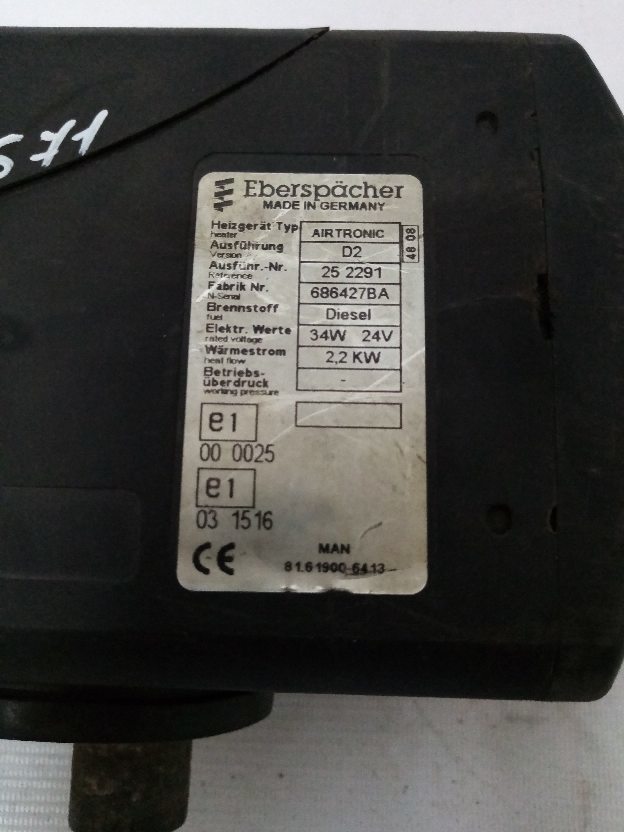 571
Eberspächer
MADE IN GERMANY
Heizgerät Typ AIRTRONIC
heater
Ausführung D2
Version
Ausführ.-Nr. 25 2291
Reference
Fabrik Nr. 686427BA
N-Serial
Brennstoff Diesel
fuel
Elektr. Werte 34W 24V
rated voltage
Wärmestrom 2,2 KW
heat flow
Betriebs-
überdruck -
working pressure
48 08
e1
00 0025
e1
03 1516
CE
MAN
81.61900-6413